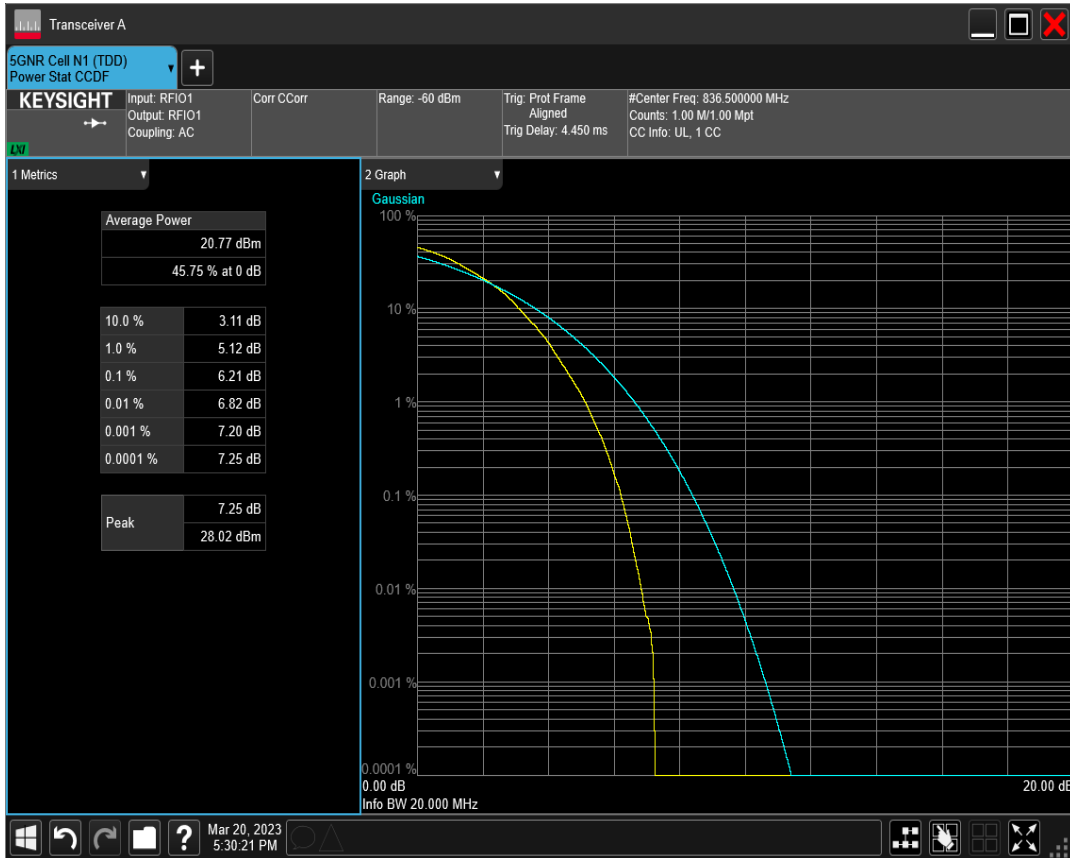 Transceiver A
5GNR Cell N1 (TDD)
Power Stat CCDF
+
KEYSIGHT
LXI
Input: RFIO1
Output: RFIO1
Coupling: AC
Corr CCorr
Range: -60 dBm
Trig: Prot Frame
Aligned
Trig Delay: 4.450 ms
#Center Freq: 836.500000 MHz
Counts: 1.00 M/1.00 Mpt
CC Info: UL, 1 CC
1 Metrics
Average Power
20.77 dBm
45.75 % at 0 dB
10.0 % 3.11 dB
1.0 % 5.12 dB
0.1 % 6.21 dB
0.01 % 6.82 dB
0.001 % 7.20 dB
0.0001 % 7.25 dB
Peak
7.25 dB
28.02 dBm
2 Graph
Gaussian
100 %
10 %
1 %
0.1 %
0.01 %
0.001 %
0.0001 %
0.00 dB
20.00 dB
Info BW 20.000 MHz
?
Mar 20, 2023
5:30:21 PM